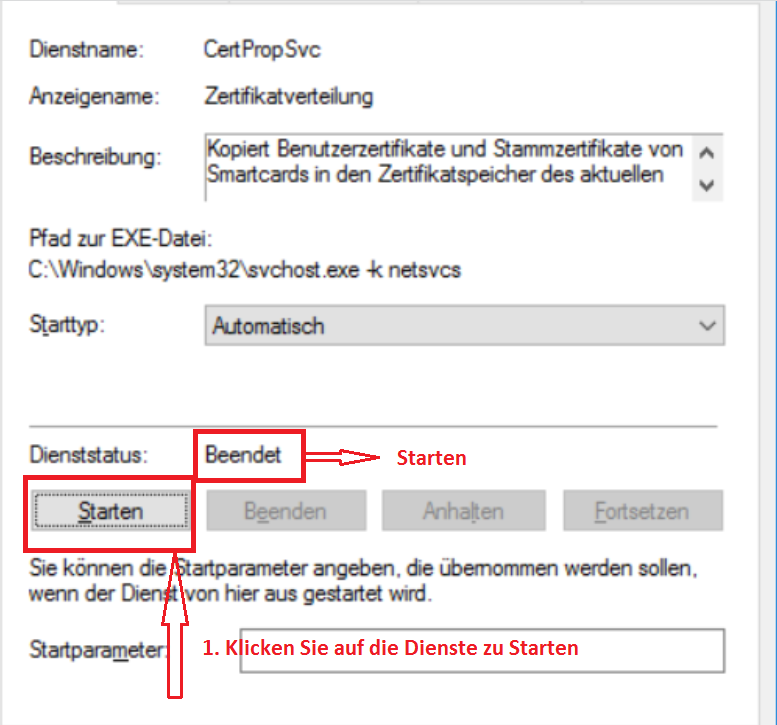 Dienstname: CertPropSvc
Anzeigename: Zertifikatverteilung
Beschreibung: Kopiert Benutzerzertifikate und Stammzertifikate von
Smartcards in den Zertifikatspeicher des aktuellen
Pfad zur EXE-Datei:
C:\Windows\system32\svchost.exe -k netsvcs
Starttyp: Automatisch
Dienststatus: Beendet Starten
Starten Beenden Anhalten Fortsetzen
Sie können die Startparameter angeben, die übernommen werden sollen,
wenn der Dienst von hier aus gestartet wird.
Startparameter: 1. Klicken Sie auf die Dienste zu Starten